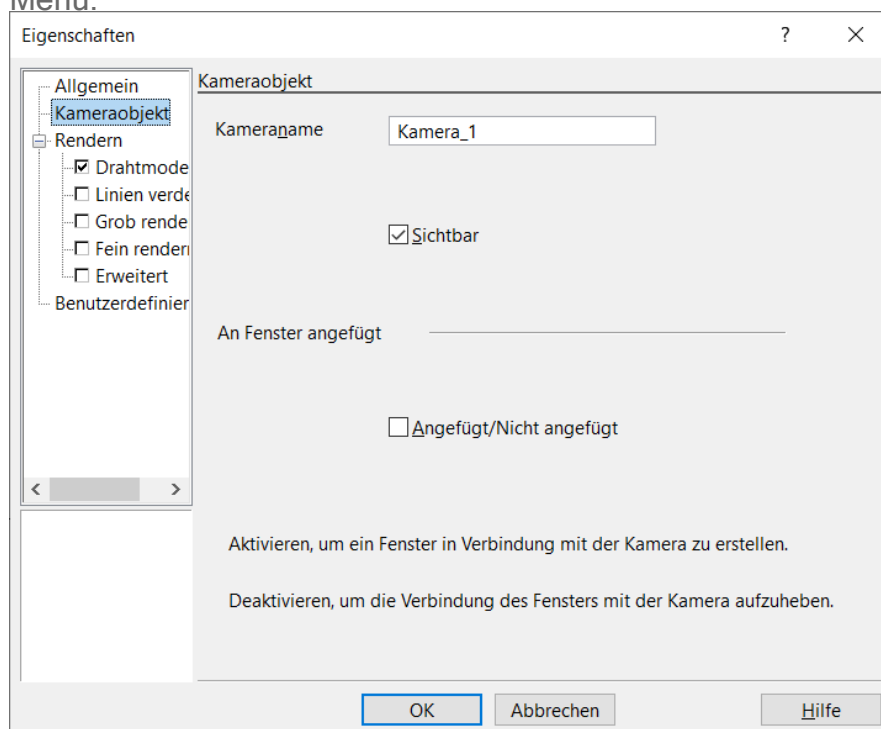 Menü.
Eigenschaften ?
Allgemein
Kameraobjekt
Rendern
Drahtmode
Linien verde
Grob rende
Fein rendern
Erweitert
Benutzerdefinier
Kameraobjekt
Kameraname Kamera_1
Sichtbar
An Fenster angefügt
Angefügt/Nicht angefügt
Aktivieren, um ein Fenster in Verbindung mit der Kamera zu erstellen.
Deaktivieren, um die Verbindung des Fensters mit der Kamera aufzuheben.
OK Abbrechen Hilfe